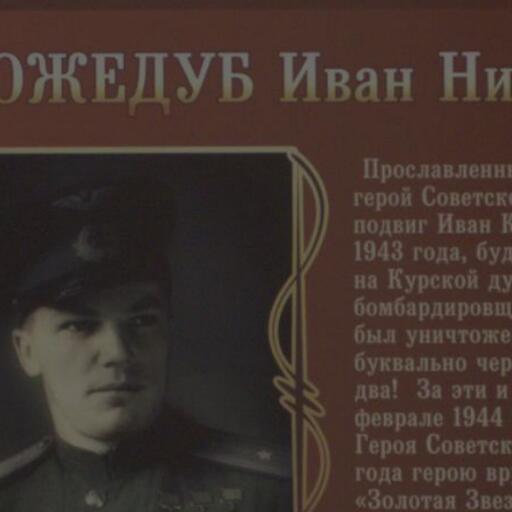 ОЖЕДУБ Иван Ни
Прославленн
герой Советск
подвиг Иван К
1943 года, буд
на Курской ду
бомбардировщ
был уничтоже
буквально чер
два! За эти и
феврале 1944
Героя Советск
года герою вр
«Золотая Звез